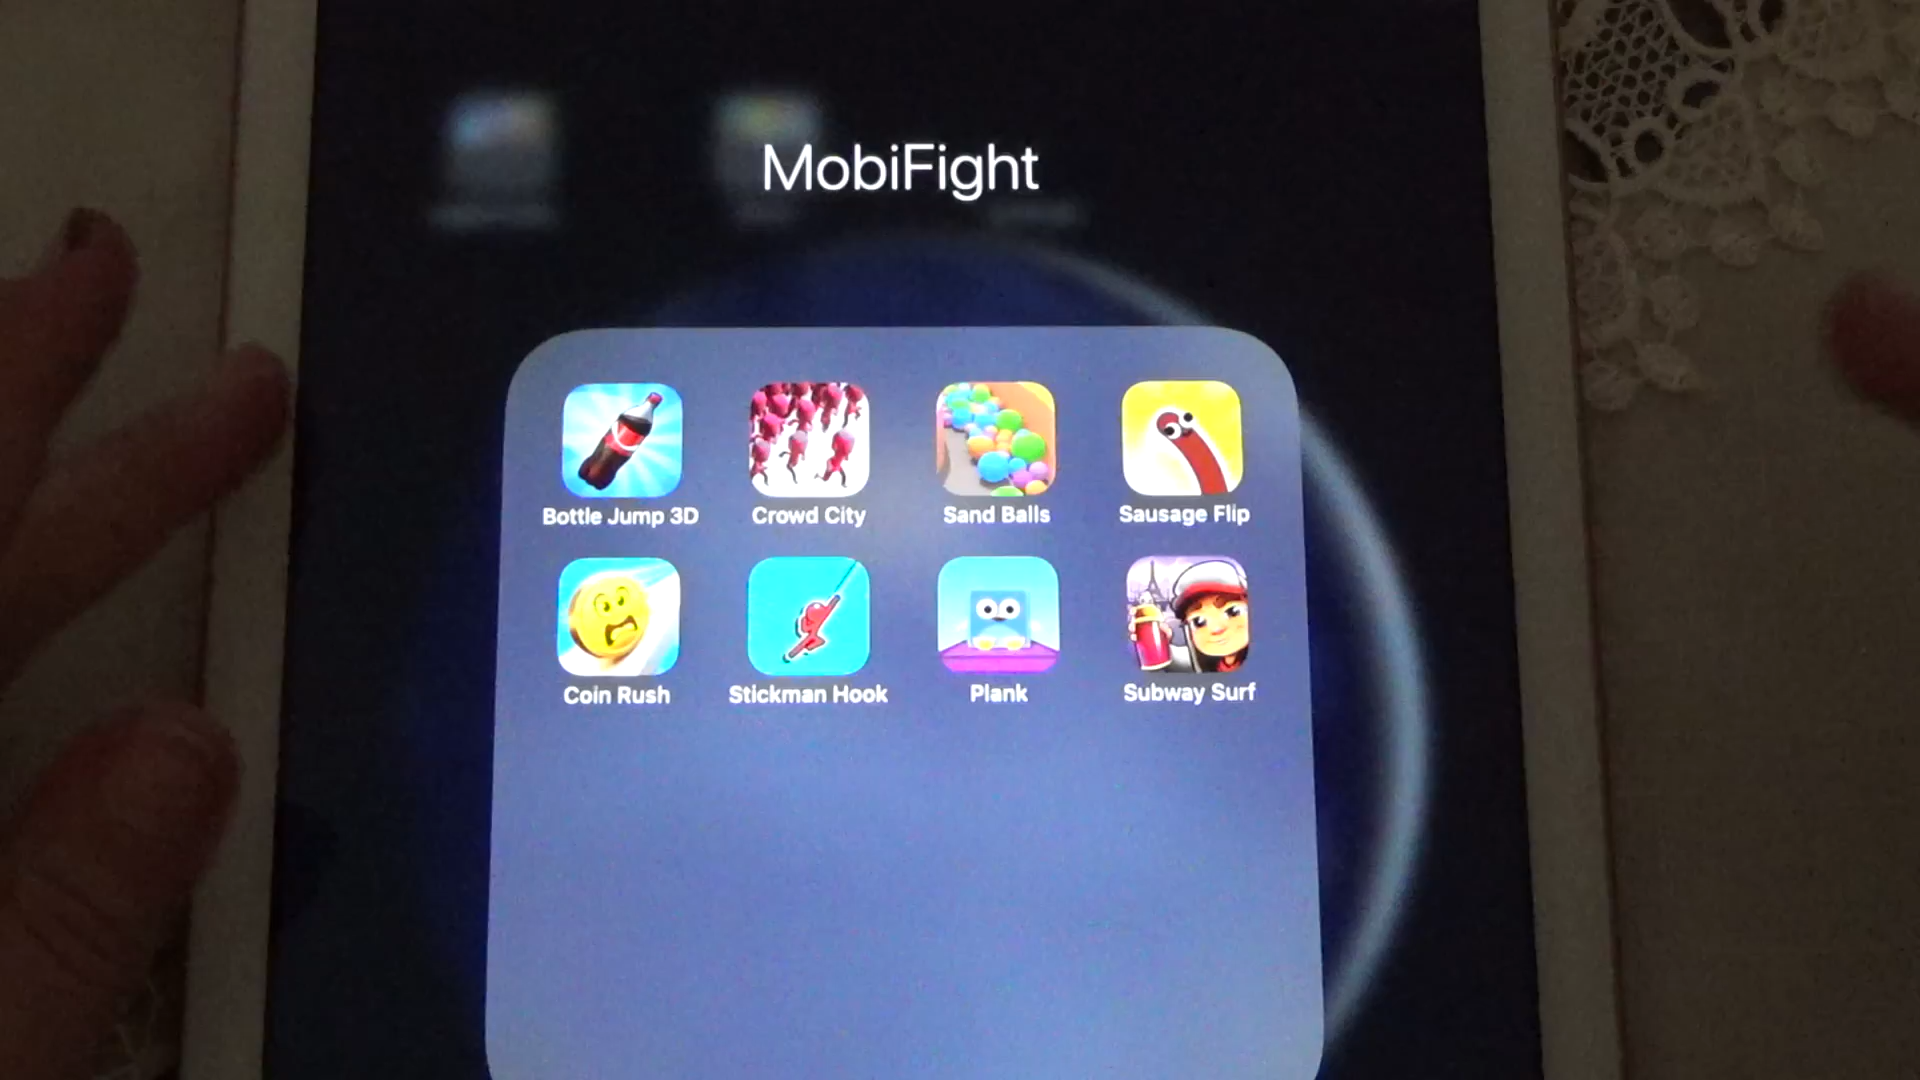 MobiFight
Bottle Jump 3D
Crowd City
Sand Balls
Sausage Flip
Coin Rush
Stickman Hook
Plank
Subway Surf